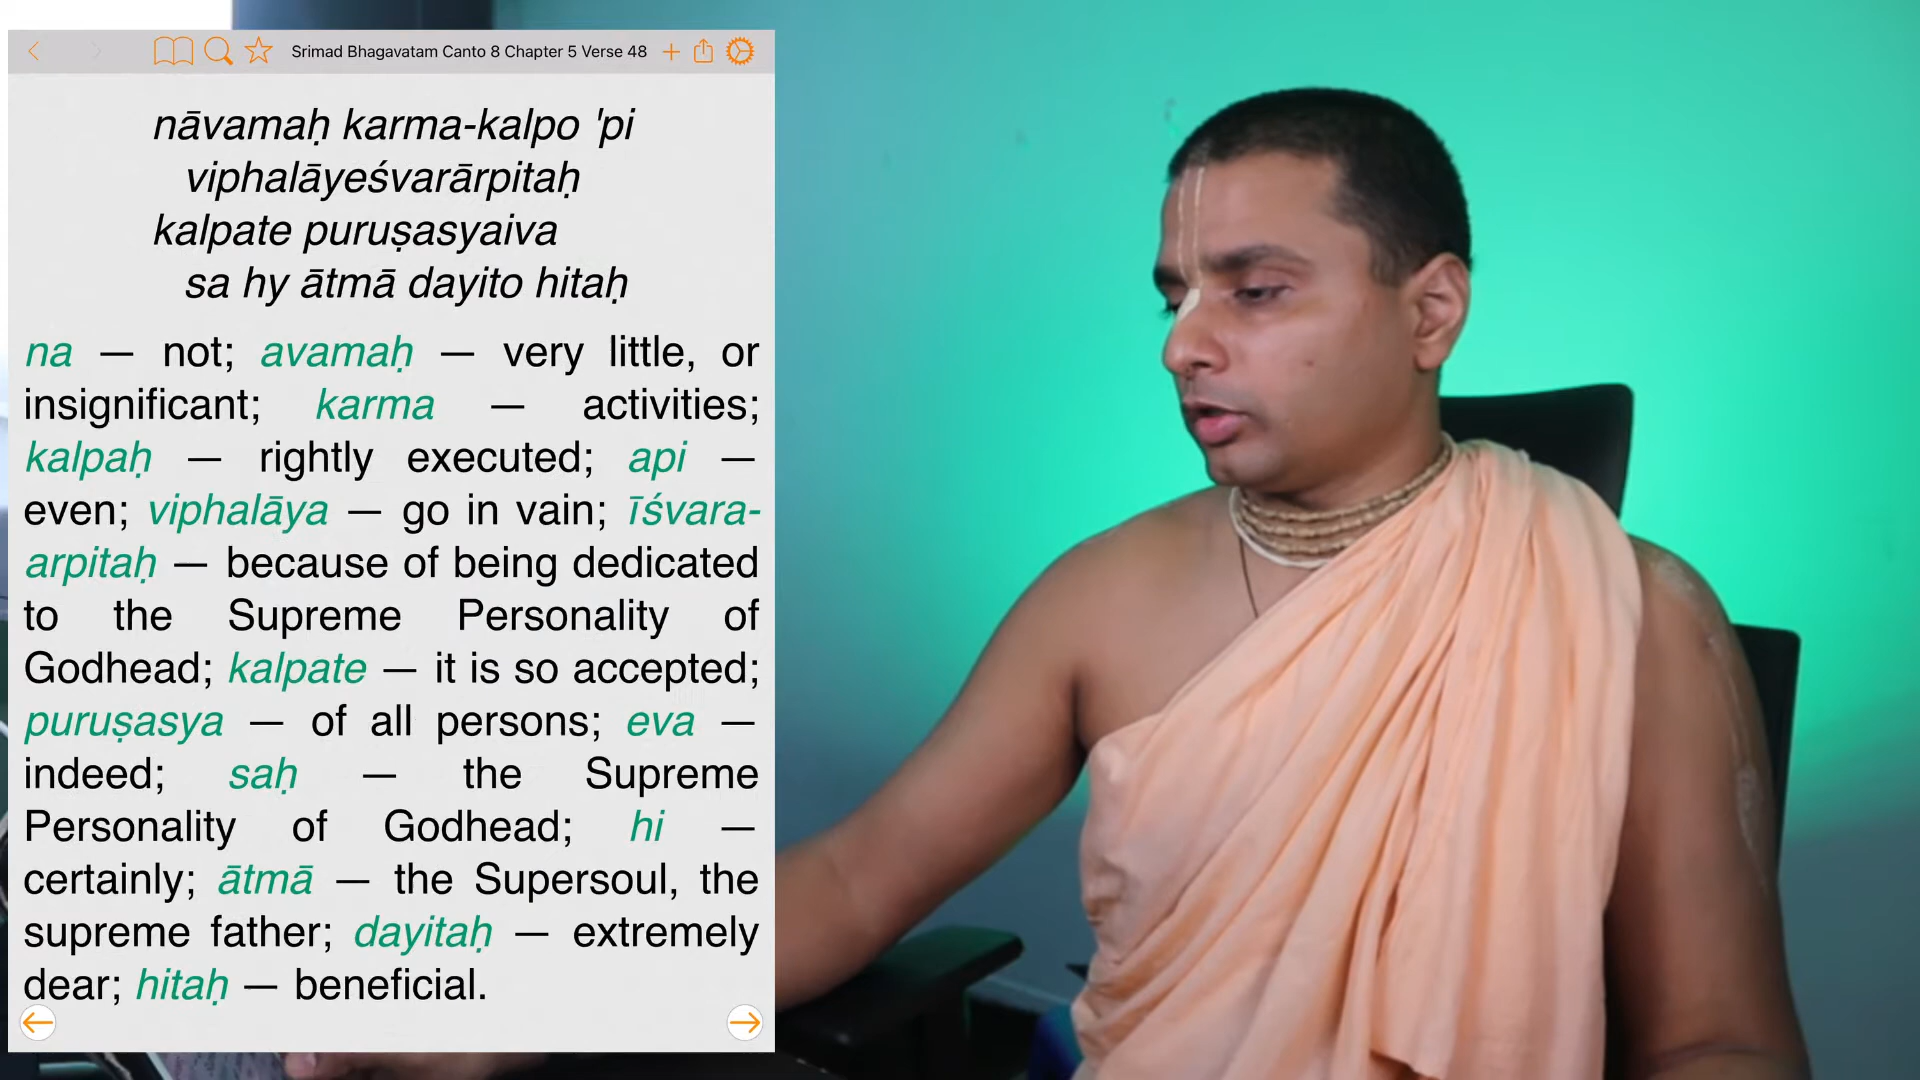 Srimad Bhagavatam Canto 8 Chapter 5 Verse 48
nāvamaḥ karma-kalpo 'pi
viphalāyeśvarārpitaḥ
kalpate puruṣasyaiva
sa hy ātmā dayito hitaḥ
na — not; avamaḥ — very little, or
insignificant; karma — activities;
kalpaḥ — rightly executed; api —
even; viphalāya — go in vain; īśvara-
arpitaḥ — because of being dedicated
to the Supreme Personality of
Godhead; kalpate — it is so accepted;
puruṣasya — of all persons; eva —
indeed; saḥ — the Supreme
Personality of Godhead; hi —
certainly; ātmā — the Supersoul, the
supreme father; dayitaḥ — extremely
dear; hitaḥ — beneficial.